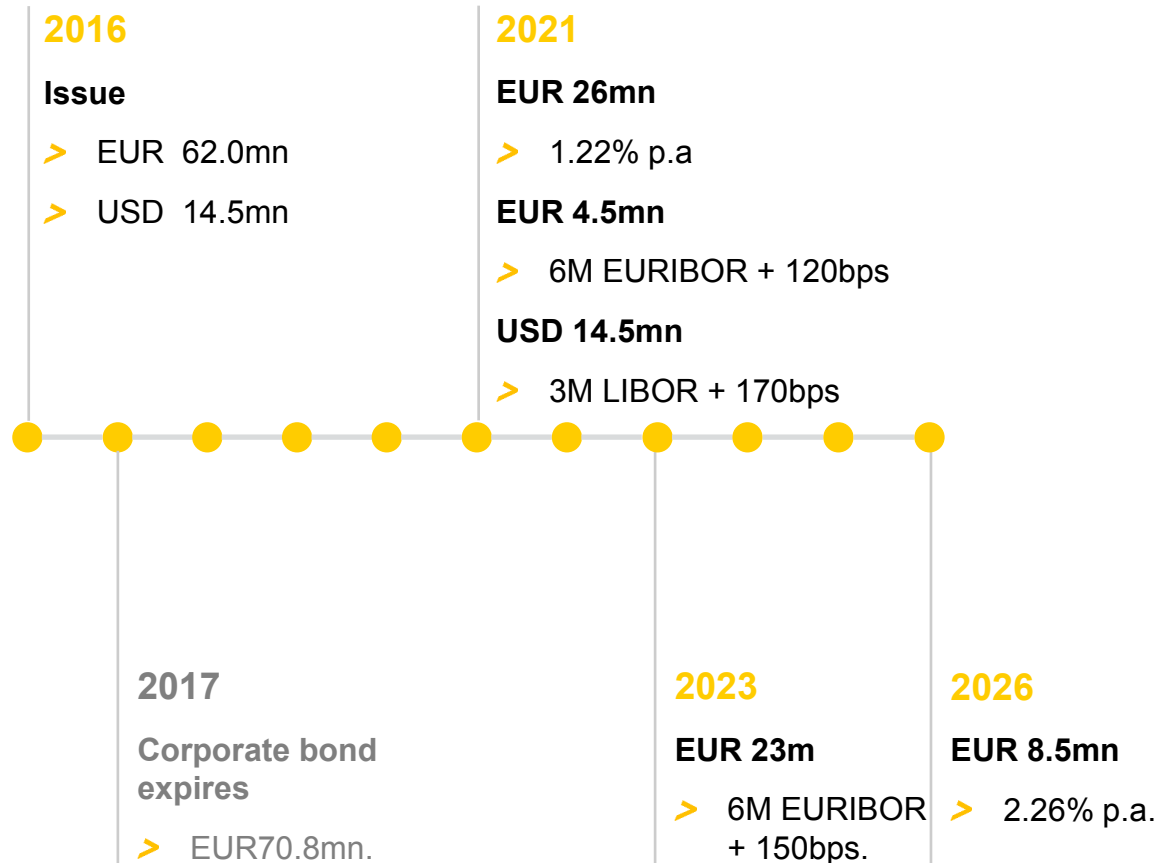 2016
Issue
> EUR 62.0mn
> USD 14.5mn
2021
EUR 26mn
> 1.22% p.a
EUR 4.5mn
> 6M EURIBOR + 120bps
USD 14.5mn
> 3M LIBOR + 170bps
2017
Corporate bond
expires
> EUR70.8mn.
2023
EUR 23m
> 6M EURIBOR
+ 150bps.
2026
EUR 8.5mn
> 2.26% p.a.